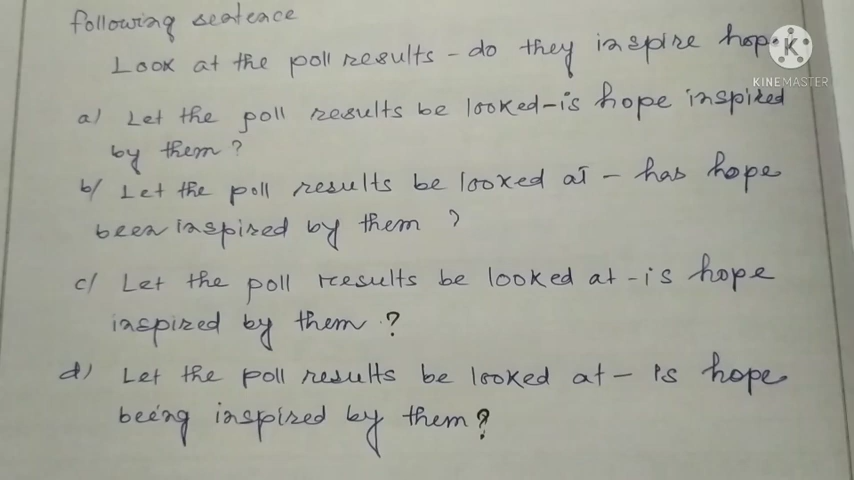 following sentence
Look at the poll results - do they inspire hop
KINEMASTER
a) Let the poll results be looked - is hope inspired
by them?
b) Let the poll results be looked at - has hope
been inspired by them ?
c) Let the poll results be looked at - is hope
inspired by them ?
d) Let the poll results be looked at - is hope
being inspired by them?